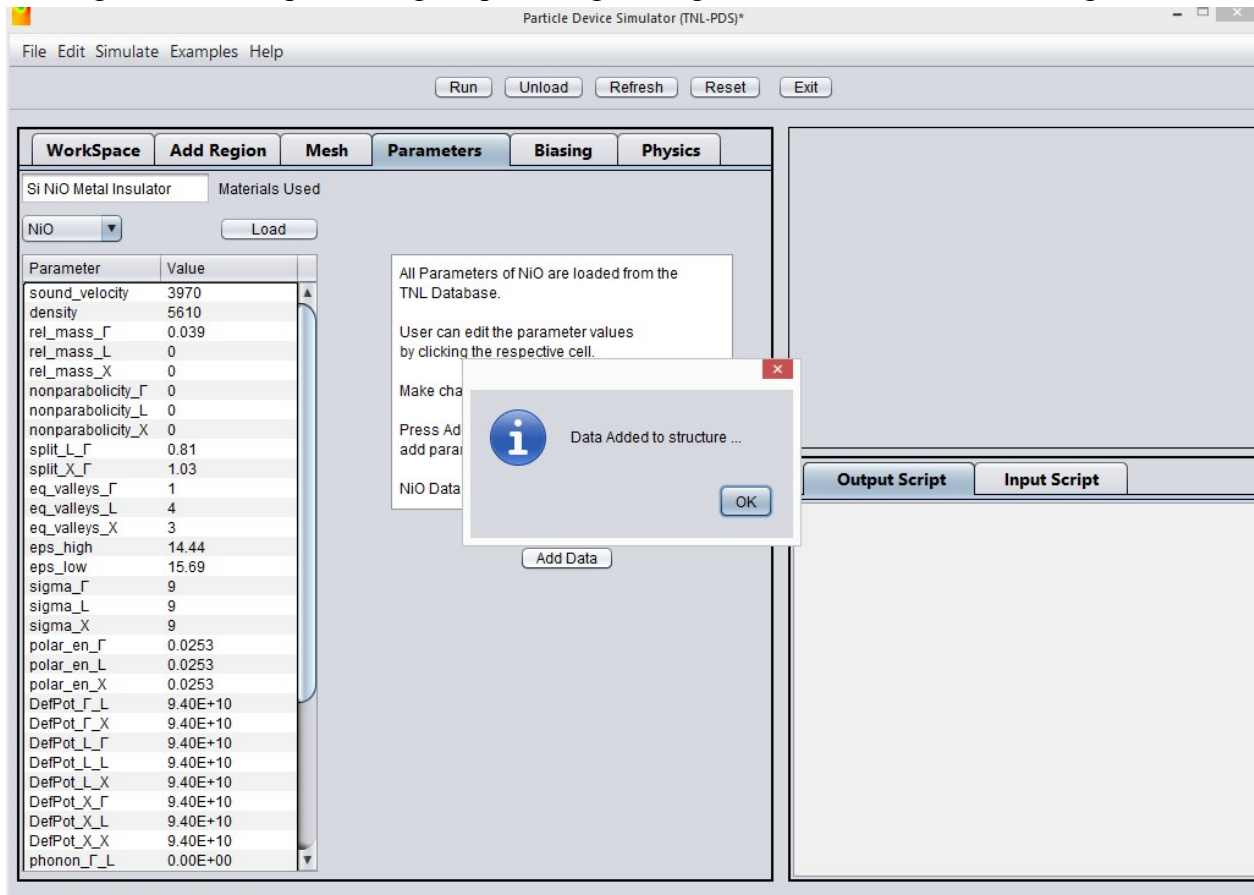 Particle Device Simulator (TNL-PDS)*
File Edit Simulate Examples Help
Run Unload Refresh Reset Exit
WorkSpace Add Region Mesh Parameters Biasing Physics
Si NiO Metal Insulator Materials Used
NiO Load
Parameter Value
sound_velocity 3970
density 5610
rel_mass_Γ 0.039
rel_mass_L 0
rel_mass_X 0
nonparabolicity_Γ 0
nonparabolicity_L 0
nonparabolicity_X 0
split_L_Γ 0.81
split_X_Γ 1.03
eq_valleys_Γ 1
eq_valleys_L 4
eq_valleys_X 3
eps_high 14.44
eps_low 15.69
sigma_Γ 9
sigma_L 9
sigma_X 9
polar_en_Γ 0.0253
polar_en_L 0.0253
polar_en_X 0.0253
DefPot_Γ_L 9.40E+10
DefPot_Γ_X 9.40E+10
DefPot_L_Γ 9.40E+10
DefPot_L_L 9.40E+10
DefPot_L_X 9.40E+10
DefPot_X_Γ 9.40E+10
DefPot_X_L 9.40E+10
DefPot_X_X 9.40E+10
phonon_Γ_L 0.00E+00
All Parameters of NiO are loaded from the
TNL Database.
User can edit the parameter values
by clicking the respective cell.
Make cha
Press Ad
add para
NiO Data
Data Added to structure ...
OK
Add Data
Output Script Input Script